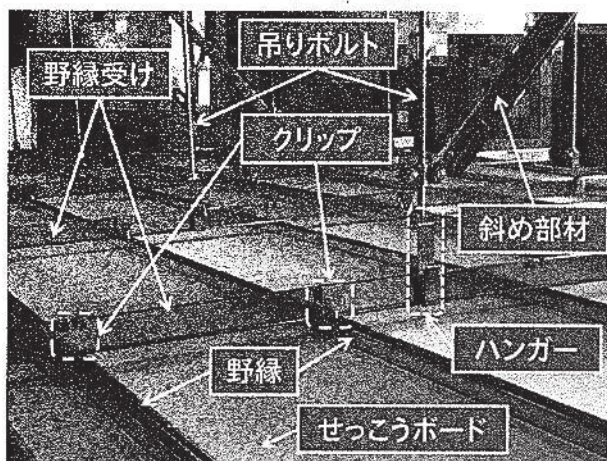 吊りボルト
野縁受け
クリップ
斜め部材
ハンガー
野縁
せっこうボード